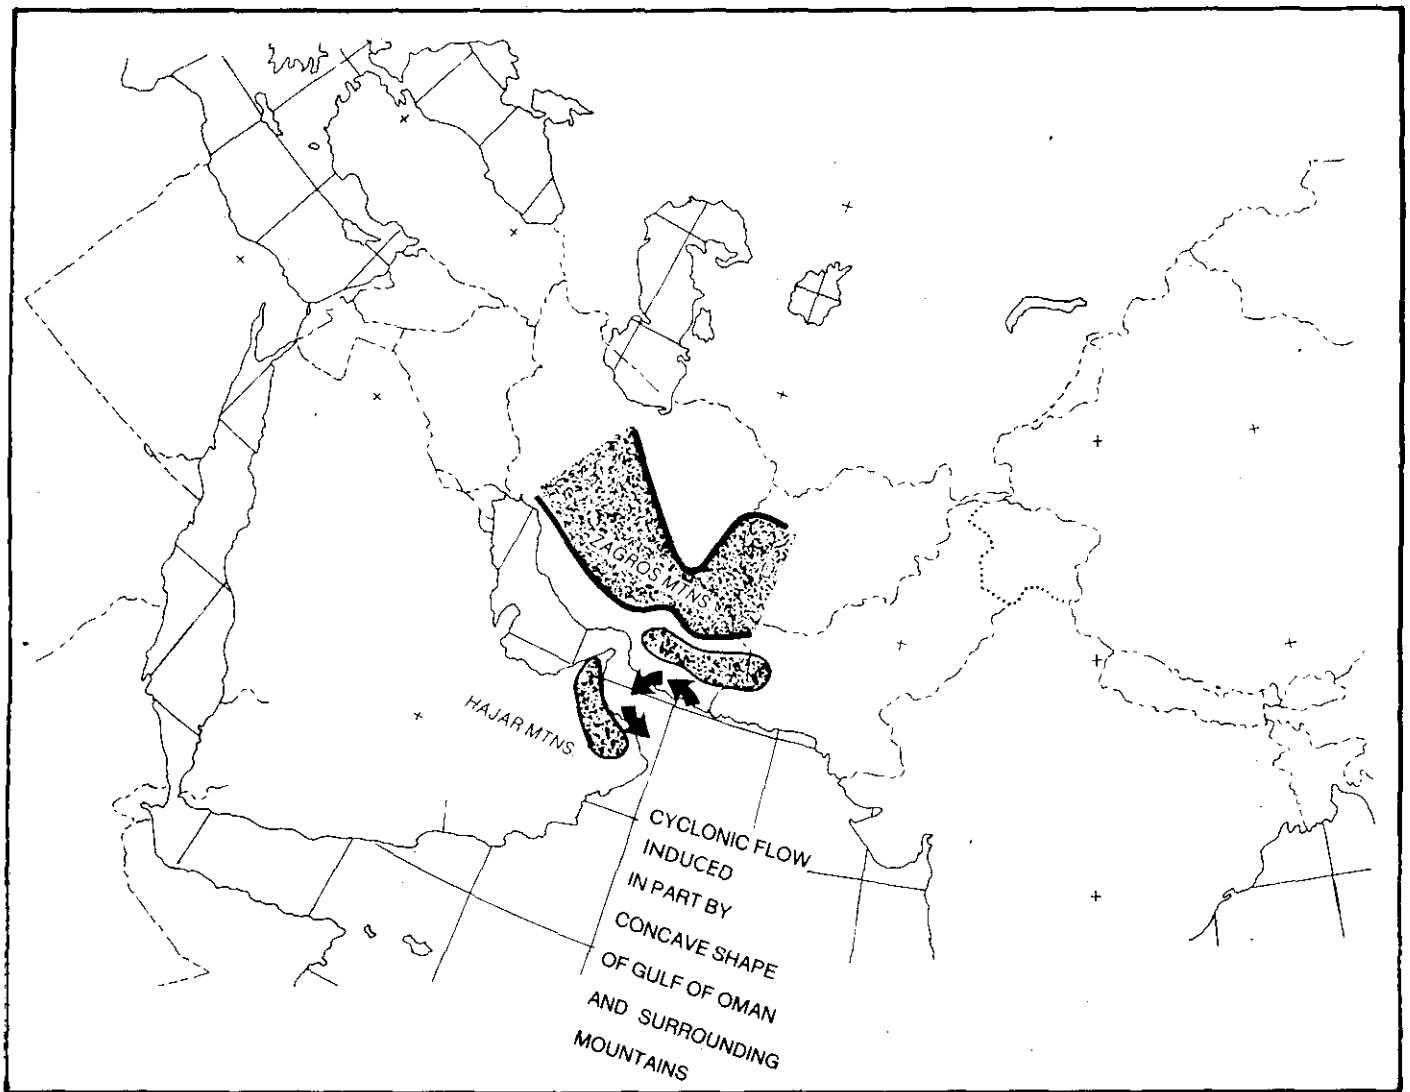 ZAGROS MTNS
HAJAR MTNS.
CYCLONIC FLOW
INDUCED
IN PART BY
CONCAVE SHAPE
OF GULF OF OMAN
AND SURROUNDING
MOUNTAINS